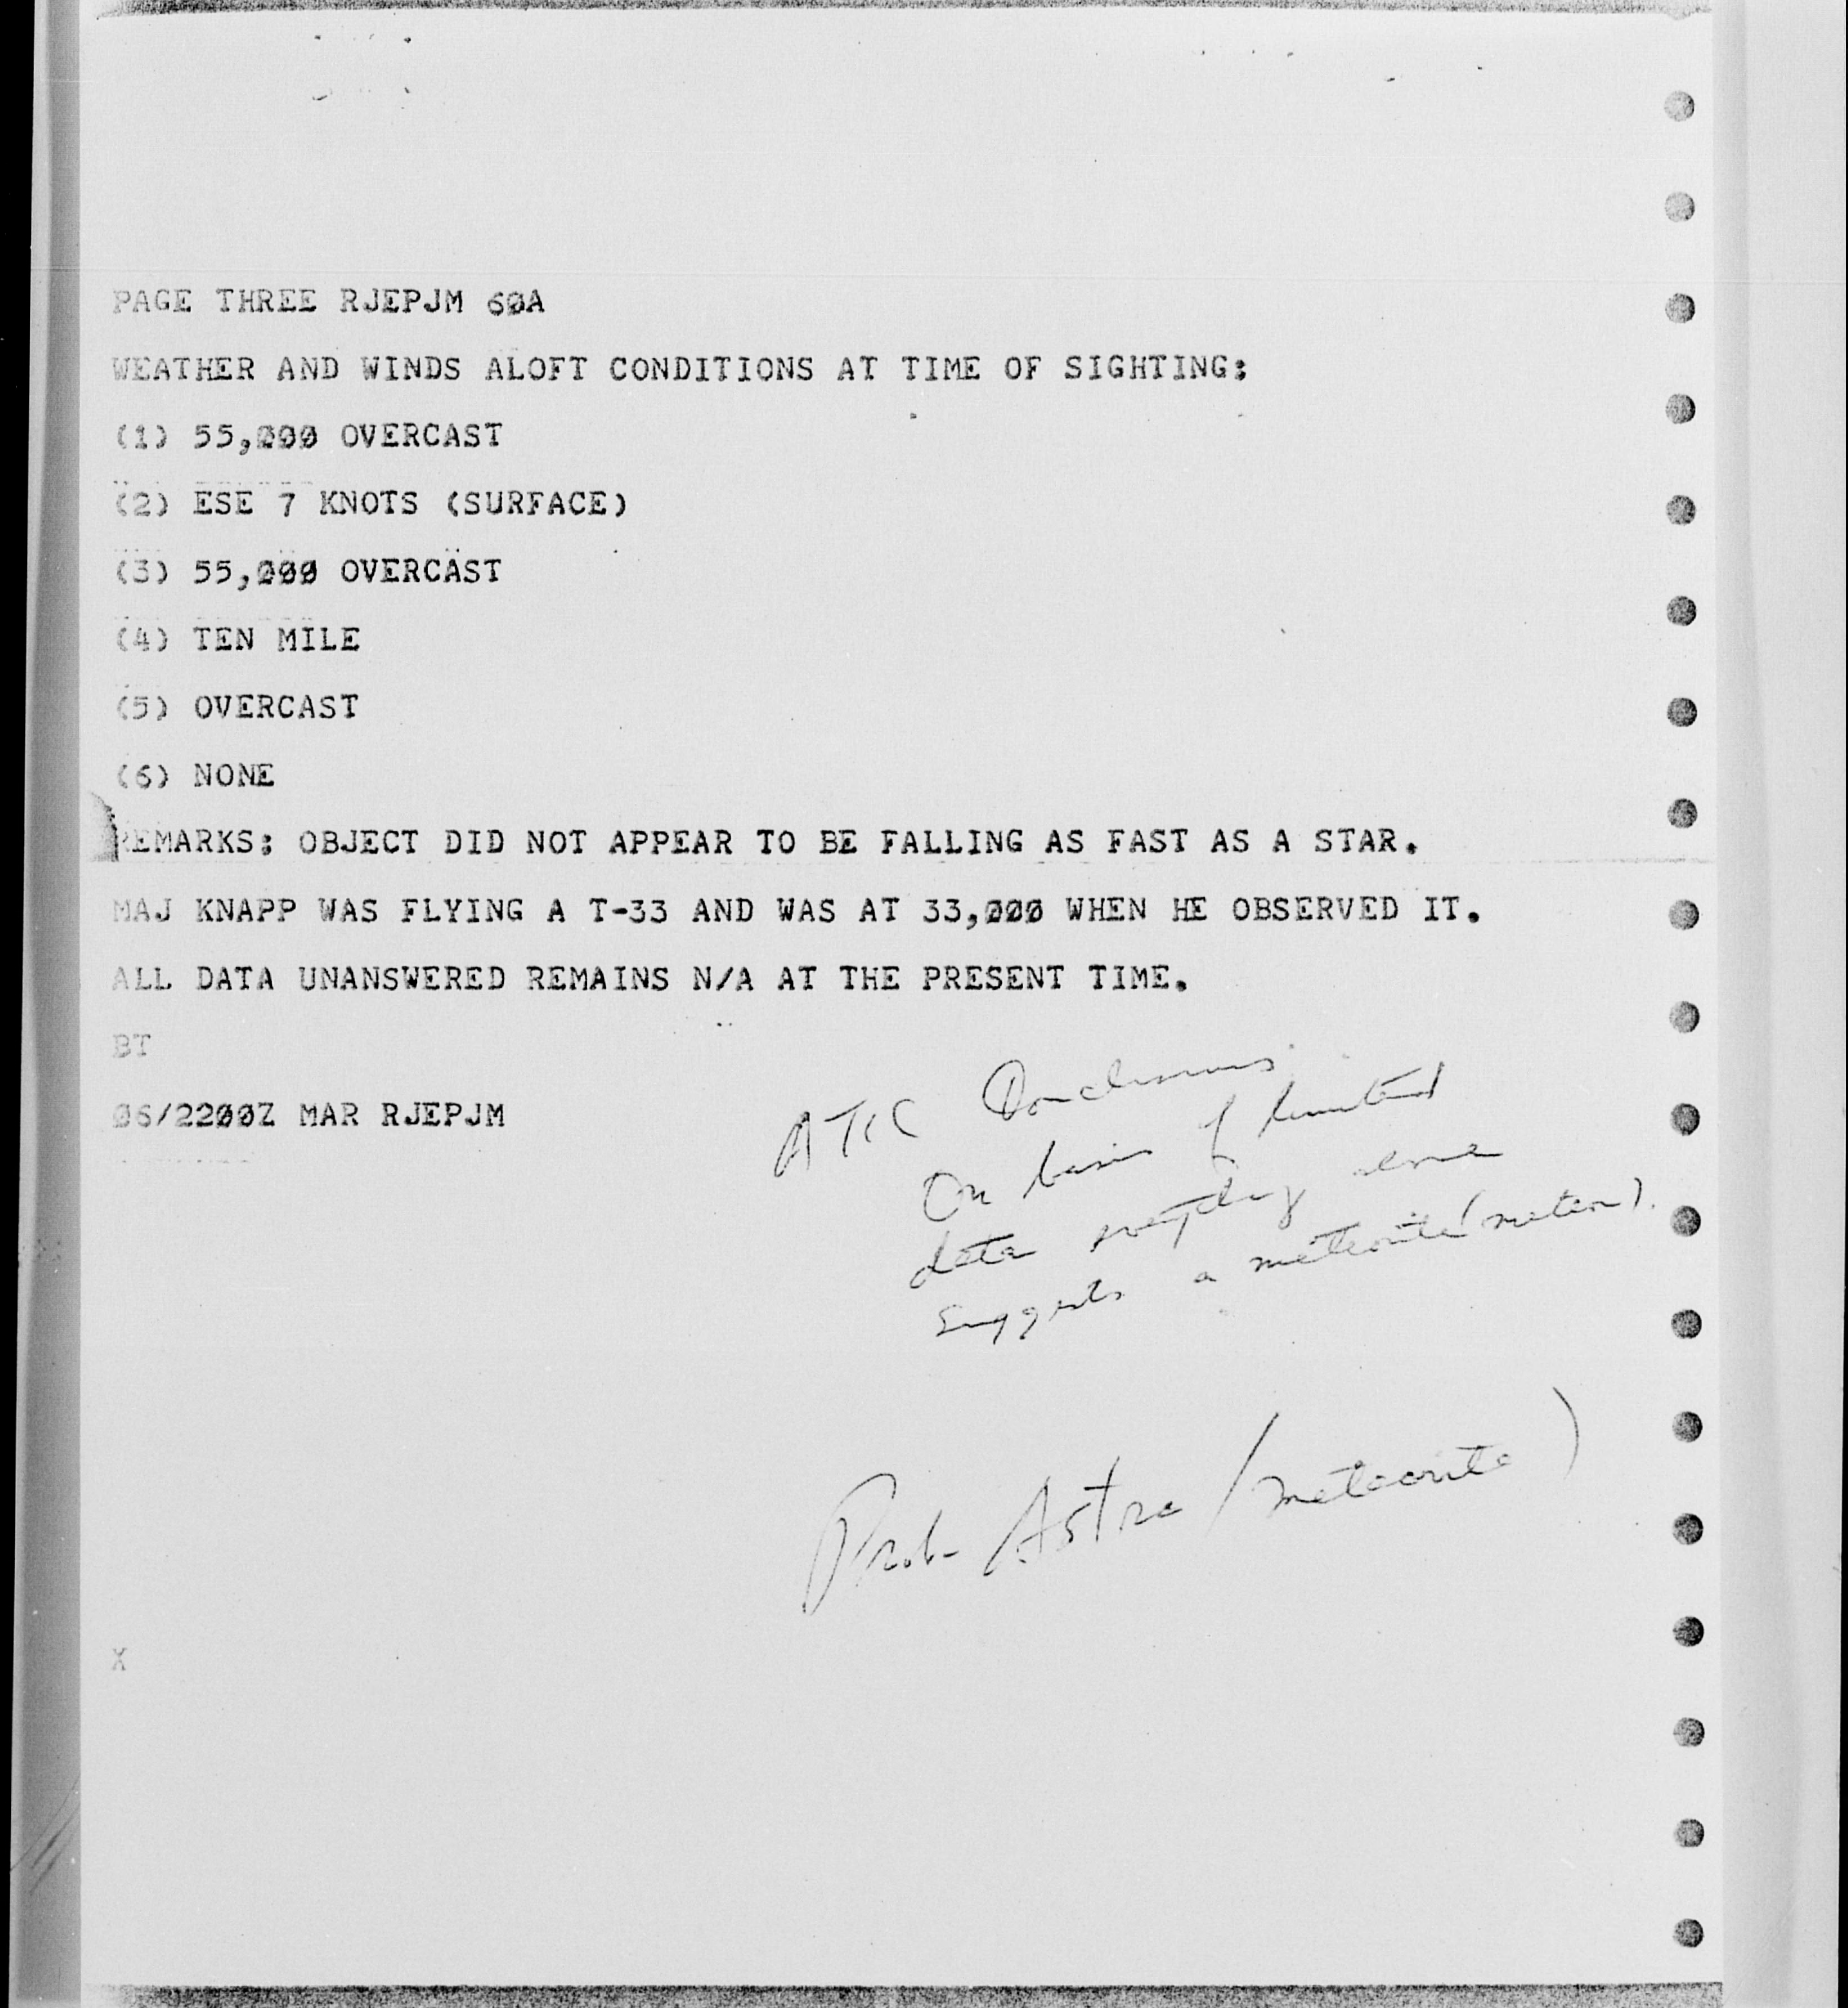 PAGE THREE RJEPJM 60A
WEATHER AND WINDS ALOFT CONDITIONS AT TIME OF SIGHTING:
(1) 55,000 OVERCAST
(2) ESE 7 KNOTS (SURFACE)
(3) 55,000 OVERCAST
(4) TEN MILE
(5) OVERCAST
(6) NONE
REMARKS: OBJECT DID NOT APPEAR TO BE FALLING AS FAST AS A STAR.
MAJ KNAPP WAS FLYING A T-33 AND WAS AT 33,000 WHEN HE OBSERVED IT.
ALL DATA UNANSWERED REMAINS N/A AT THE PRESENT TIME.
BT
06/2200Z MAR RJEPJM
ATIC Conclusions
On basis of limited
data
suggests a meteorite (meteor).
Prob Astro (meteorite)
X